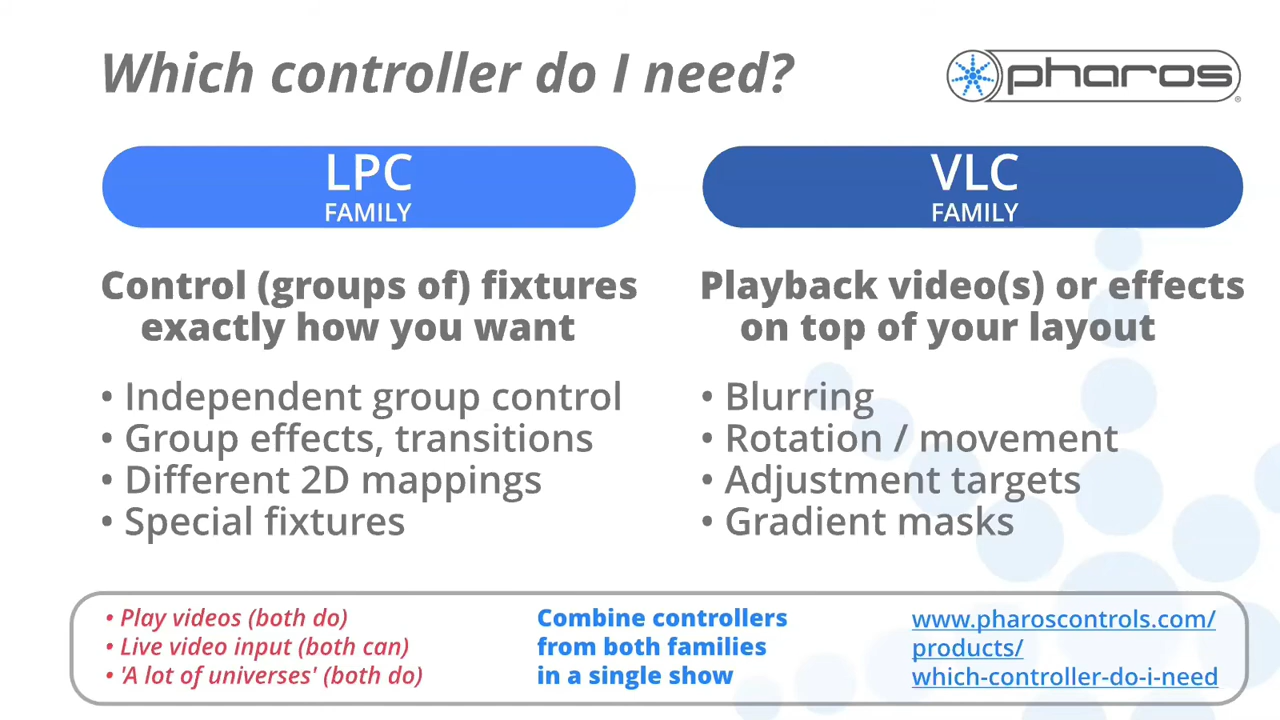 Which controller do I need?
pharos
LPC
FAMILY
VLC
FAMILY
Control (groups of) fixtures
exactly how you want
• Independent group control
• Group effects, transitions
• Different 2D mappings
• Special fixtures
Playback video(s) or effects
on top of your layout
• Blurring
• Rotation / movement
• Adjustment targets
• Gradient masks
• Play videos (both do)
• Live video input (both can)
• 'A lot of universes' (both do)
Combine controllers
from both families
in a single show
www.pharoscontrols.com/
products/
which-controller-do-i-need